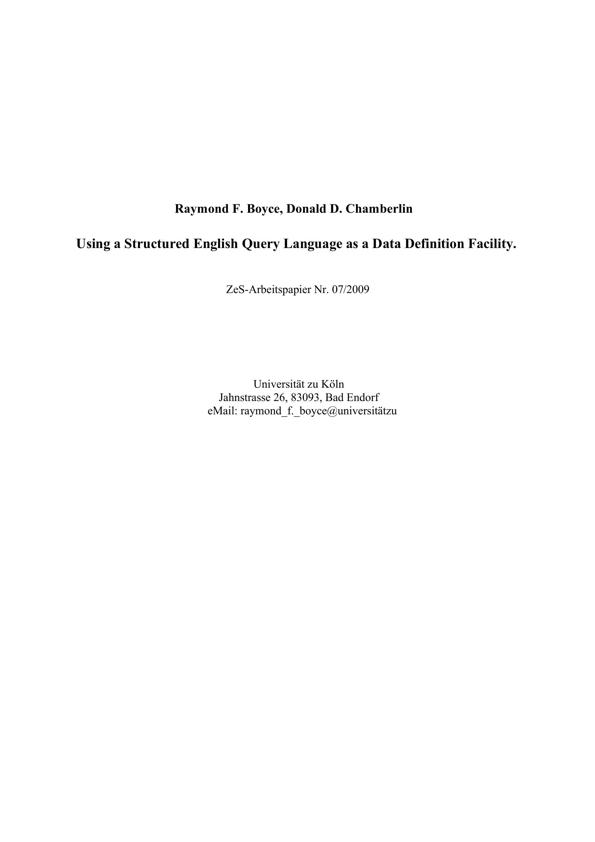 Raymond F. Boyce, Donald D. Chamberlin
Using a Structured English Query Language as a Data Definition Facility.
ZeS-Arbeitspapier Nr. 07/2009
Universität zu Köln
Jahnstrasse 26, 83093, Bad Endorf
eMail: raymond_f._boyce@universitätzu